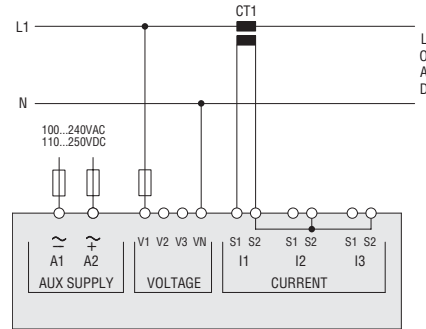 CT1
L1
L
O
A
D
N
100...240VAC
110...250VDC
V1 V2 V3 VN
S1 S2 S1 S2 S1 S2
A1 A2
I1 I2 I3
AUX SUPPLY VOLTAGE CURRENT